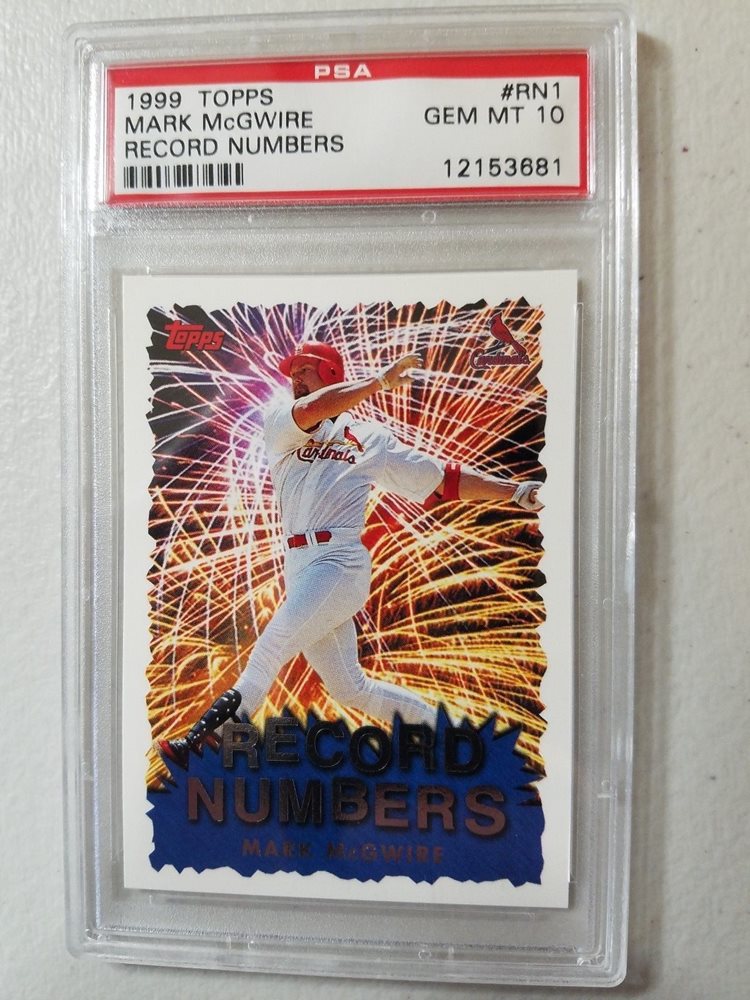 PSA
1999 TOPPS #RN1
MARK McGWIRE GEM MT 10
RECORD NUMBERS
12153681
Topps
Cardinals
Cardinals
RECORD
NUMBERS
MARK McGWIRE